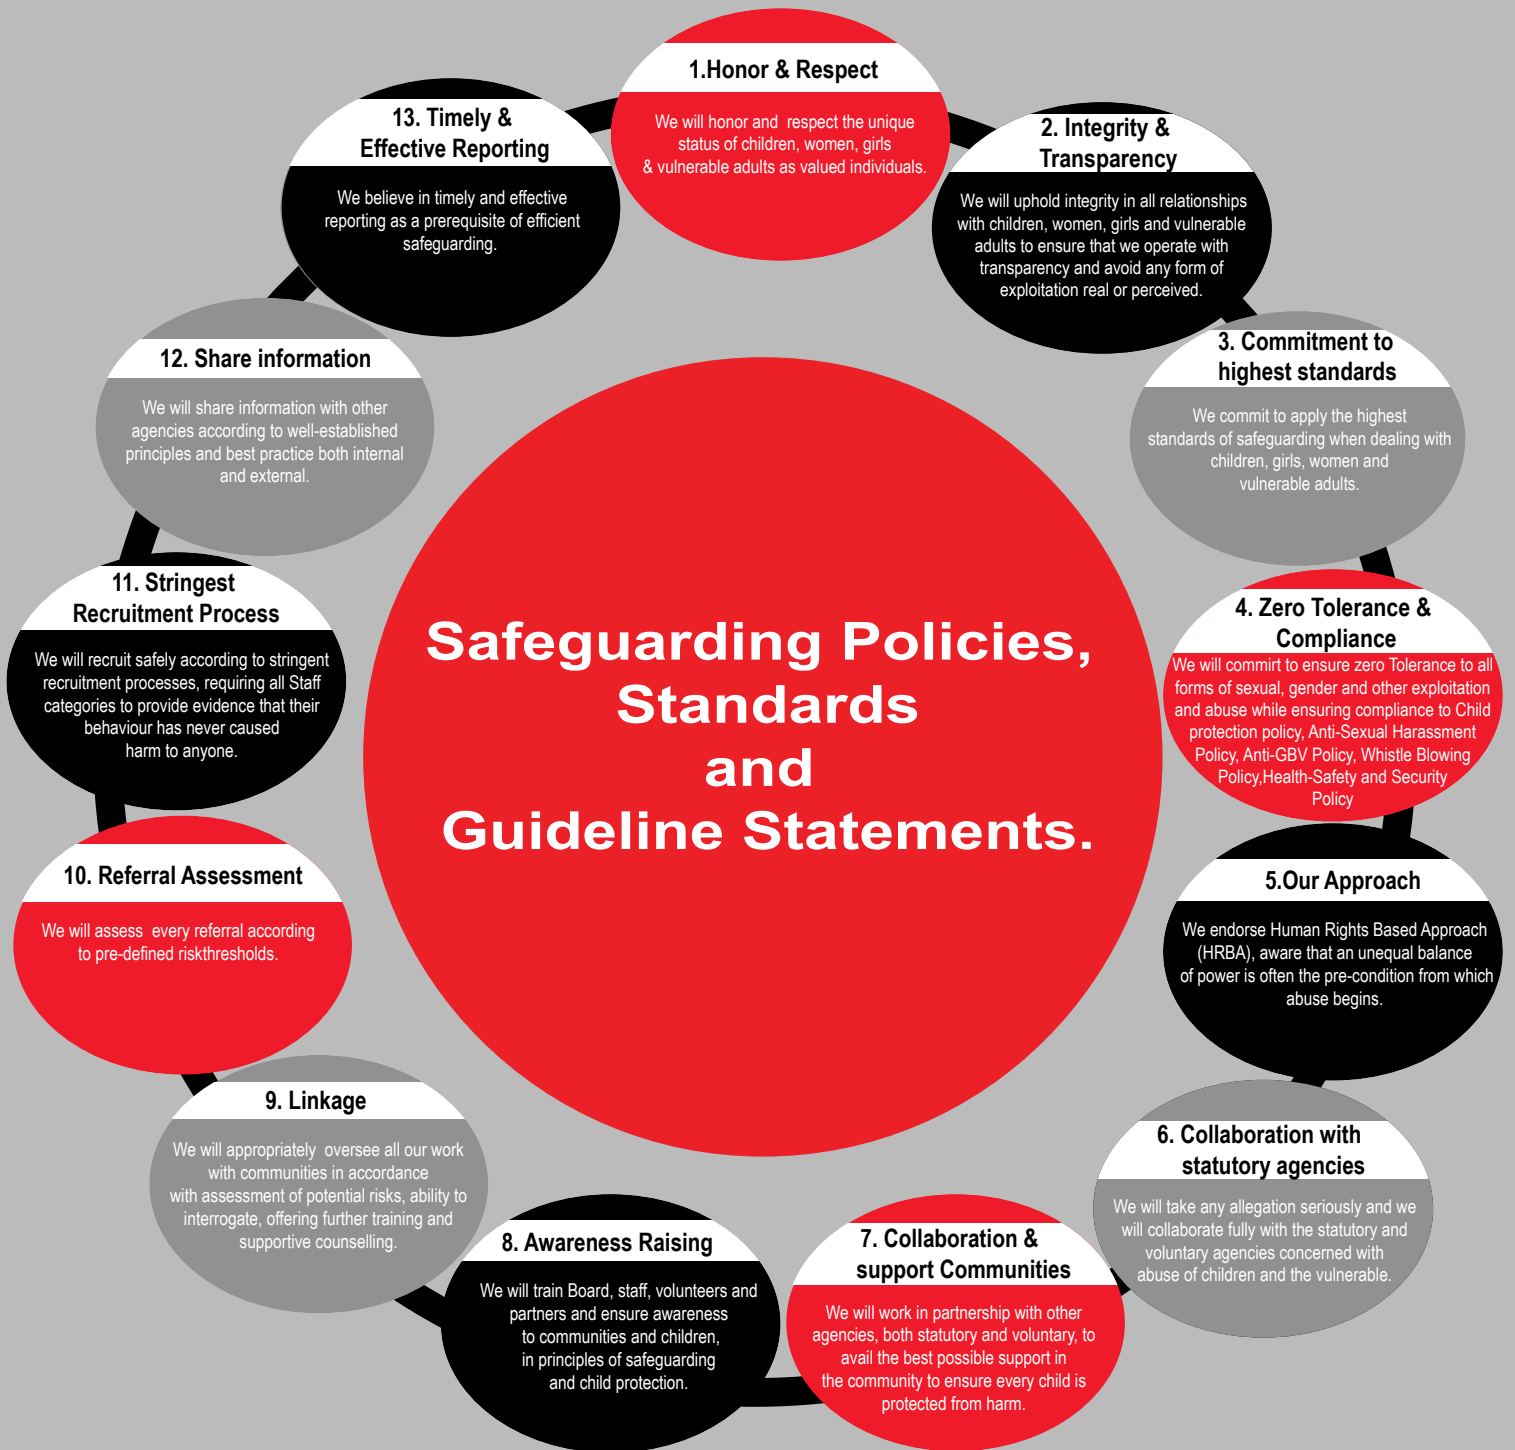 1.Honor & Respect
We will honor and respect the unique
status of children, women, girls
& vulnerable adults as valued individuals.
2. Integrity &
Transparency
We will uphold integrity in all relationships
with children, women, girls and vulnerable
adults to ensure that we operate with
transparency and avoid any form of
exploitation real or perceived.
3. Commitment to
highest standards
We commit to apply the highest
standards of safeguarding when dealing with
children, girls, women and
vulnerable adults.
4. Zero Tolerance &
Compliance
We will commirt to ensure zero Tolerance to all
forms of sexual, gender and other exploitation
and abuse while ensuring compliance to Child
protection policy, Anti-Sexual Harassment
Policy, Anti-GBV Policy, Whistle Blowing
Policy,Health-Safety and Security
Policy
5.Our Approach
We endorse Human Rights Based Approach
(HRBA), aware that an unequal balance
of power is often the pre-condition from which
abuse begins.
6. Collaboration with
statutory agencies
We will take any allegation seriously and we
will collaborate fully with the statutory and
voluntary agencies concerned with
abuse of children and the vulnerable.
7. Collaboration &
support Communities
We will work in partnership with other
agencies, both statutory and voluntary, to
avail the best possible support in
the community to ensure every child is
protected from harm.
8. Awareness Raising
We will train Board, staff, volunteers and
partners and ensure awareness
to communities and children,
in principles of safeguarding
and child protection.
9. Linkage
We will appropriately oversee all our work
with communities in accordance
with assessment of potential risks, ability to
interrogate, offering further training and
supportive counselling.
10. Referral Assessment
We will assess every referral according
to pre-defined riskthresholds.
11. Stringest
Recruitment Process
We will recruit safely according to stringent
recruitment processes, requiring all Staff
categories to provide evidence that their
behaviour has never caused
harm to anyone.
12. Share information
We will share information with other
agencies according to well-established
principles and best practice both internal
and external.
13. Timely &
Effective Reporting
We believe in timely and effective
reporting as a prerequisite of efficient
safeguarding.
Safeguarding Policies,
Standards
and
Guideline Statements.